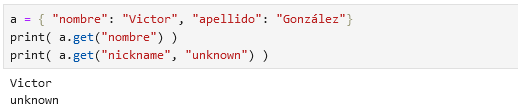 a = { "nombre": "Victor", "apellido": "González"}
print( a.get("nombre") )
print( a.get("nickname", "unknown") )
Victor
unknown